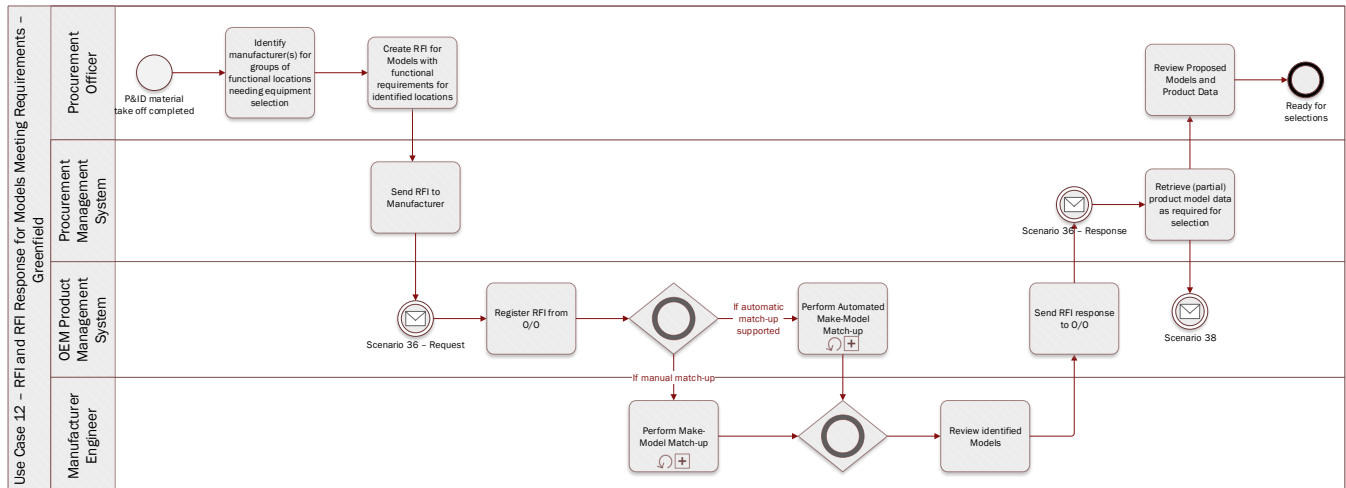 Use Case 12 – RFI and RFI Response for Models Meeting Requirements –
Greenfield
Procurement
Officer
P&ID material
take off completed
Identify
manufacturer(s) for
groups of
functional locations
needing equipment
selection
Create RFI for
Models with
functional
requirements for
identified locations
Review Proposed
Models and
Product Data
Ready for
selections
Procurement
Management
System
Send RFI to
Manufacturer
Scenario 36 – Response
Retrieve (partial)
product model data
as required for
selection
OEM Product
Management
System
Scenario 36 – Request
Register RFI from
O/O
If automatic
match-up
supported
Perform Automated
Make-Model
Match-up
Send RFI response
to O/O
Scenario 38
If manual match-up
Manufacturer
Engineer
Perform Make-
Model Match-up
Review identified
Models